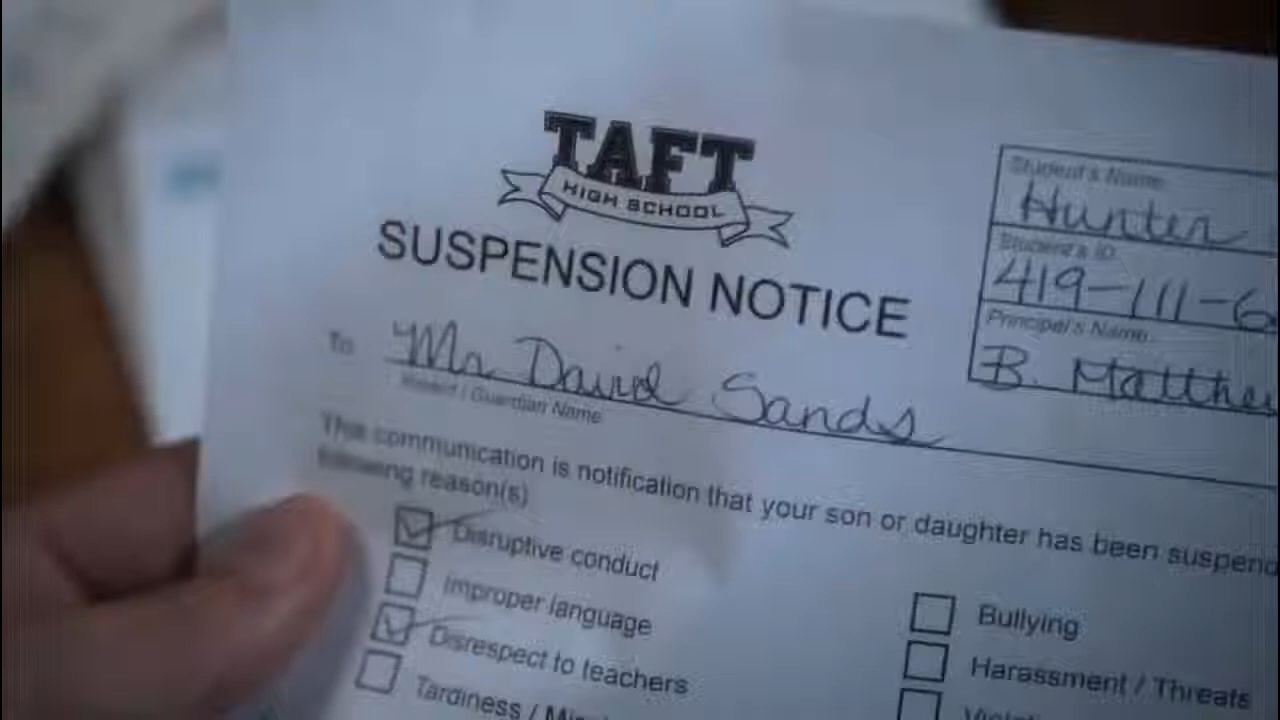 TAFT
HIGH SCHOOL
SUSPENSION NOTICE
Student's Name
Hunter
Student's ID
419-111-6
Principal's Name
B. Matthe
To Mr David Sands
Parent / Guardian Name
This communication is notification that your son or daughter has been suspend
following reason(s)
Disruptive conduct
Improper language
Disrespect to teachers
Tardiness /
Bullying
Harassment / Threats